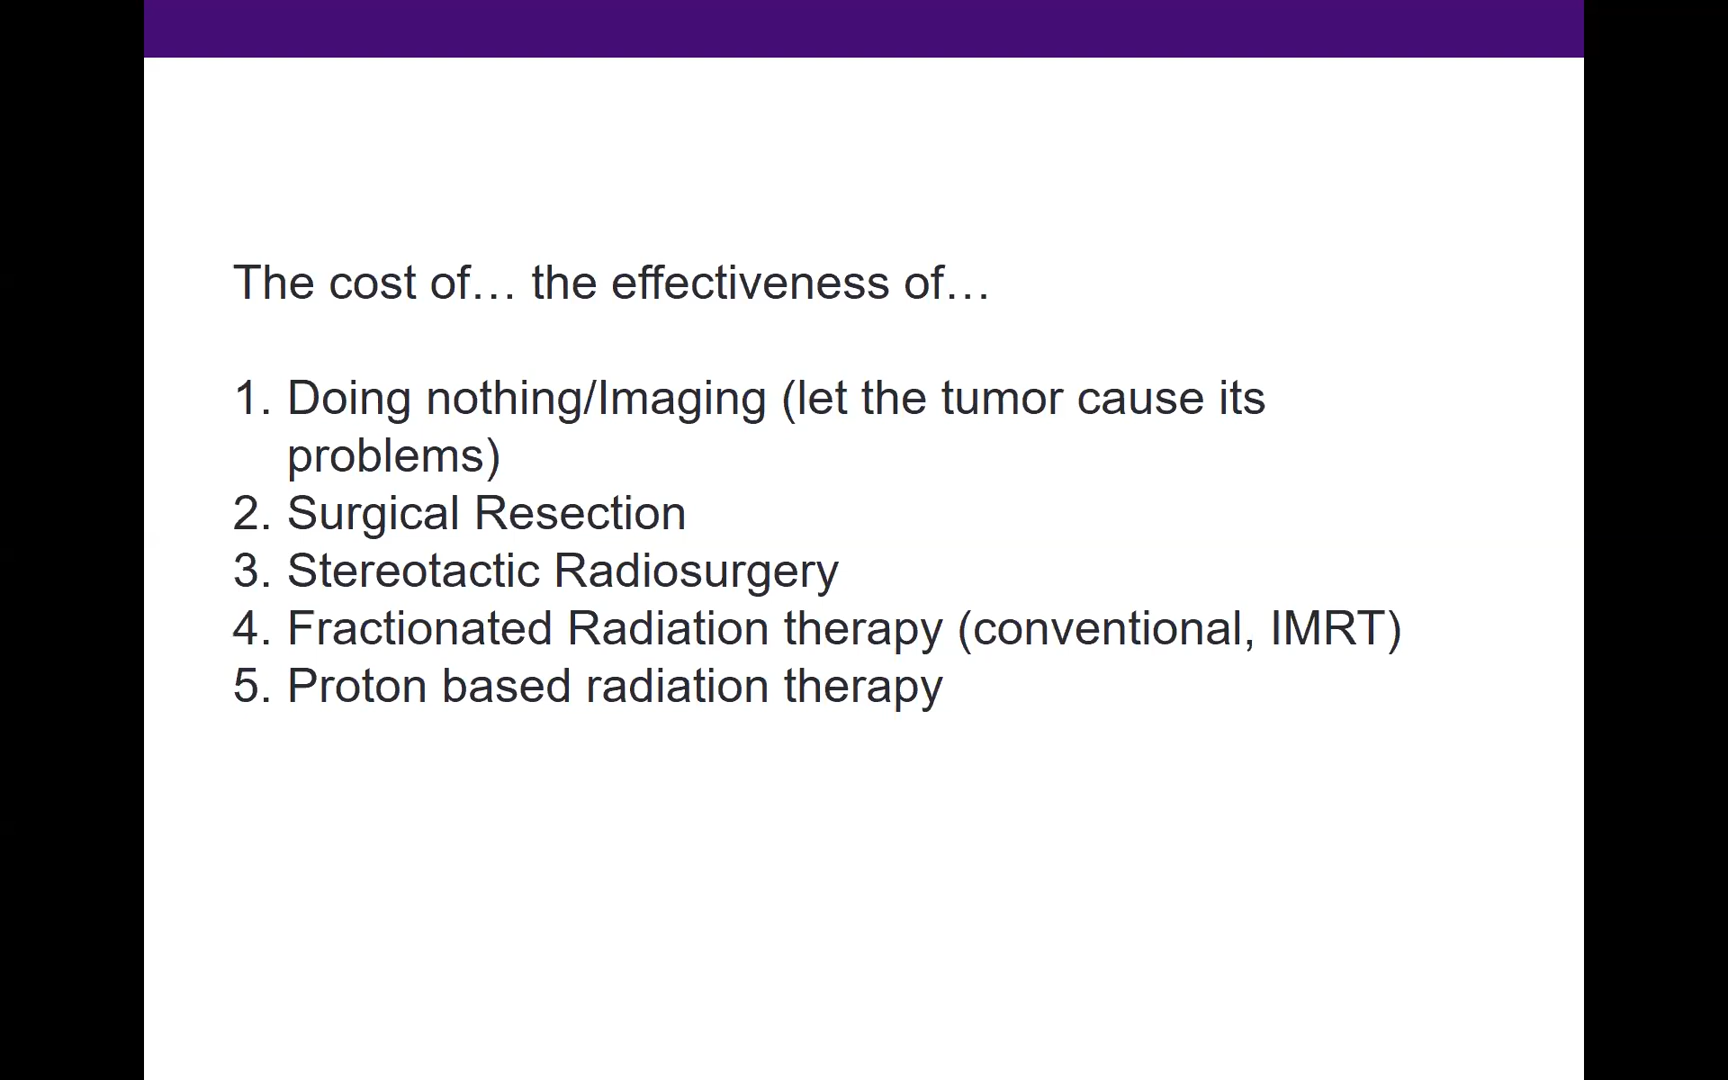 The cost of… the effectiveness of…
1. Doing nothing/Imaging (let the tumor cause its
problems)
2. Surgical Resection
3. Stereotactic Radiosurgery
4. Fractionated Radiation therapy (conventional, IMRT)
5. Proton based radiation therapy